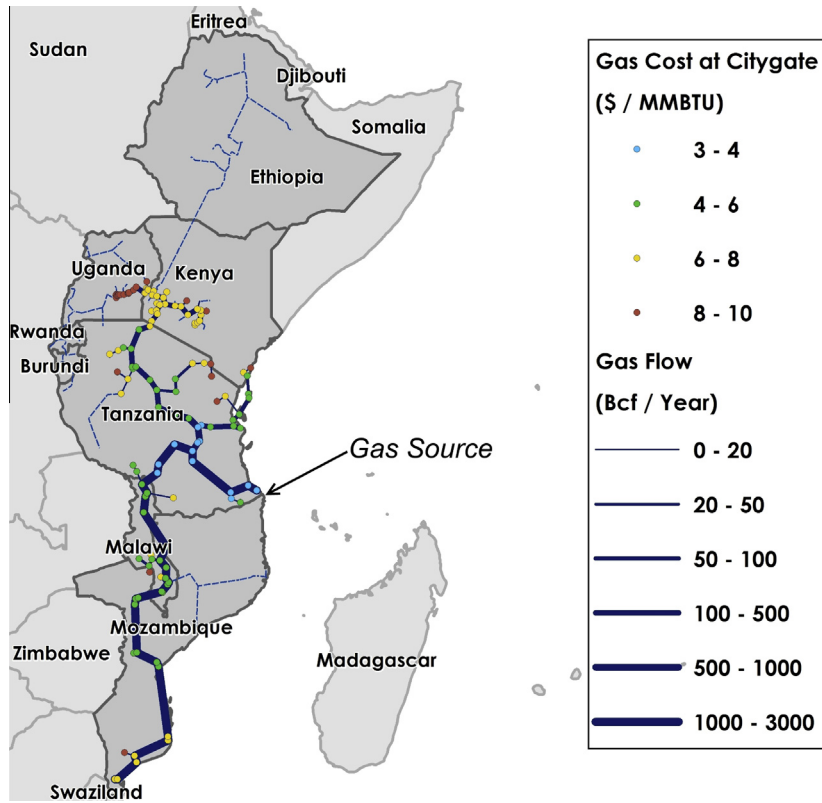 Eritrea
Sudan
Djibouti
Somalia
Ethiopia
Uganda
Kenya
Rwanda
Burundi
Tanzania
Gas Source
Malawi
Mozambique
Zimbabwe
Madagascar
Swaziland
Gas Cost at Citygate
($ / MMBTU)
3 - 4
4 - 6
6 - 8
8 - 10
Gas Flow
(Bcf / Year)
0 - 20
20 - 50
50 - 100
100 - 500
500 - 1000
1000 - 3000